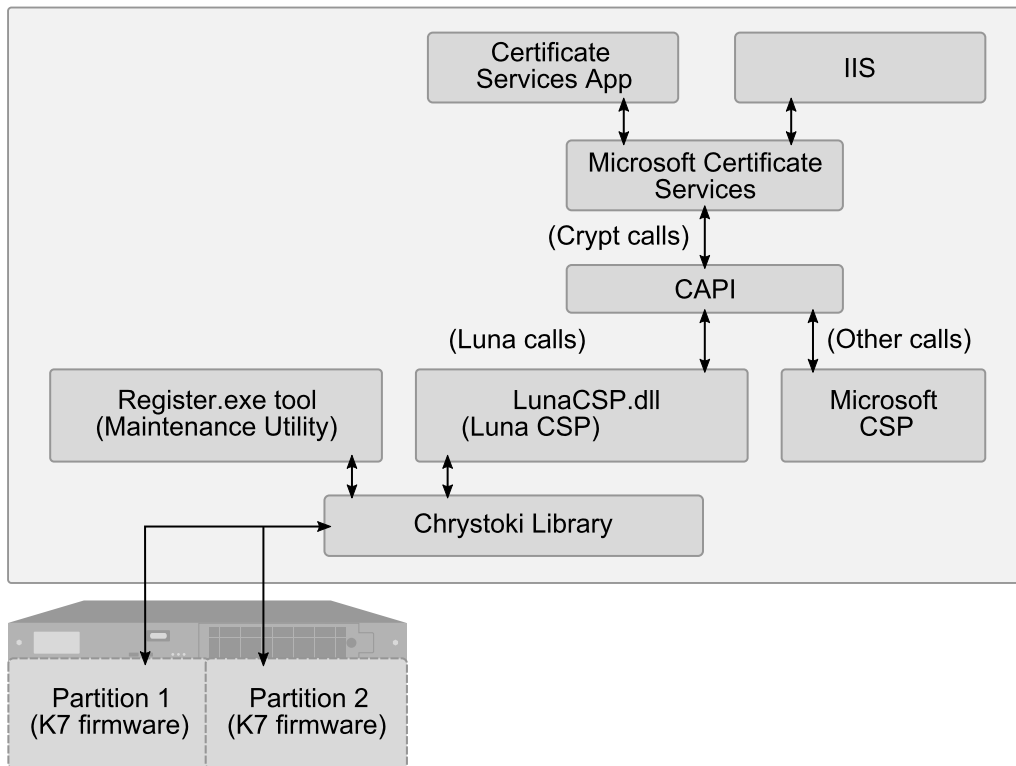 Certificate
Services App
IIS
Microsoft Certificate
Services
(Crypt calls)
CAPI
(Luna calls)
(Other calls)
Register.exe tool
(Maintenance Utility)
LunaCSP.dll
(Luna CSP)
Microsoft
CSP
Chrystoki Library
Partition 1
(K7 firmware)
Partition 2
(K7 firmware)